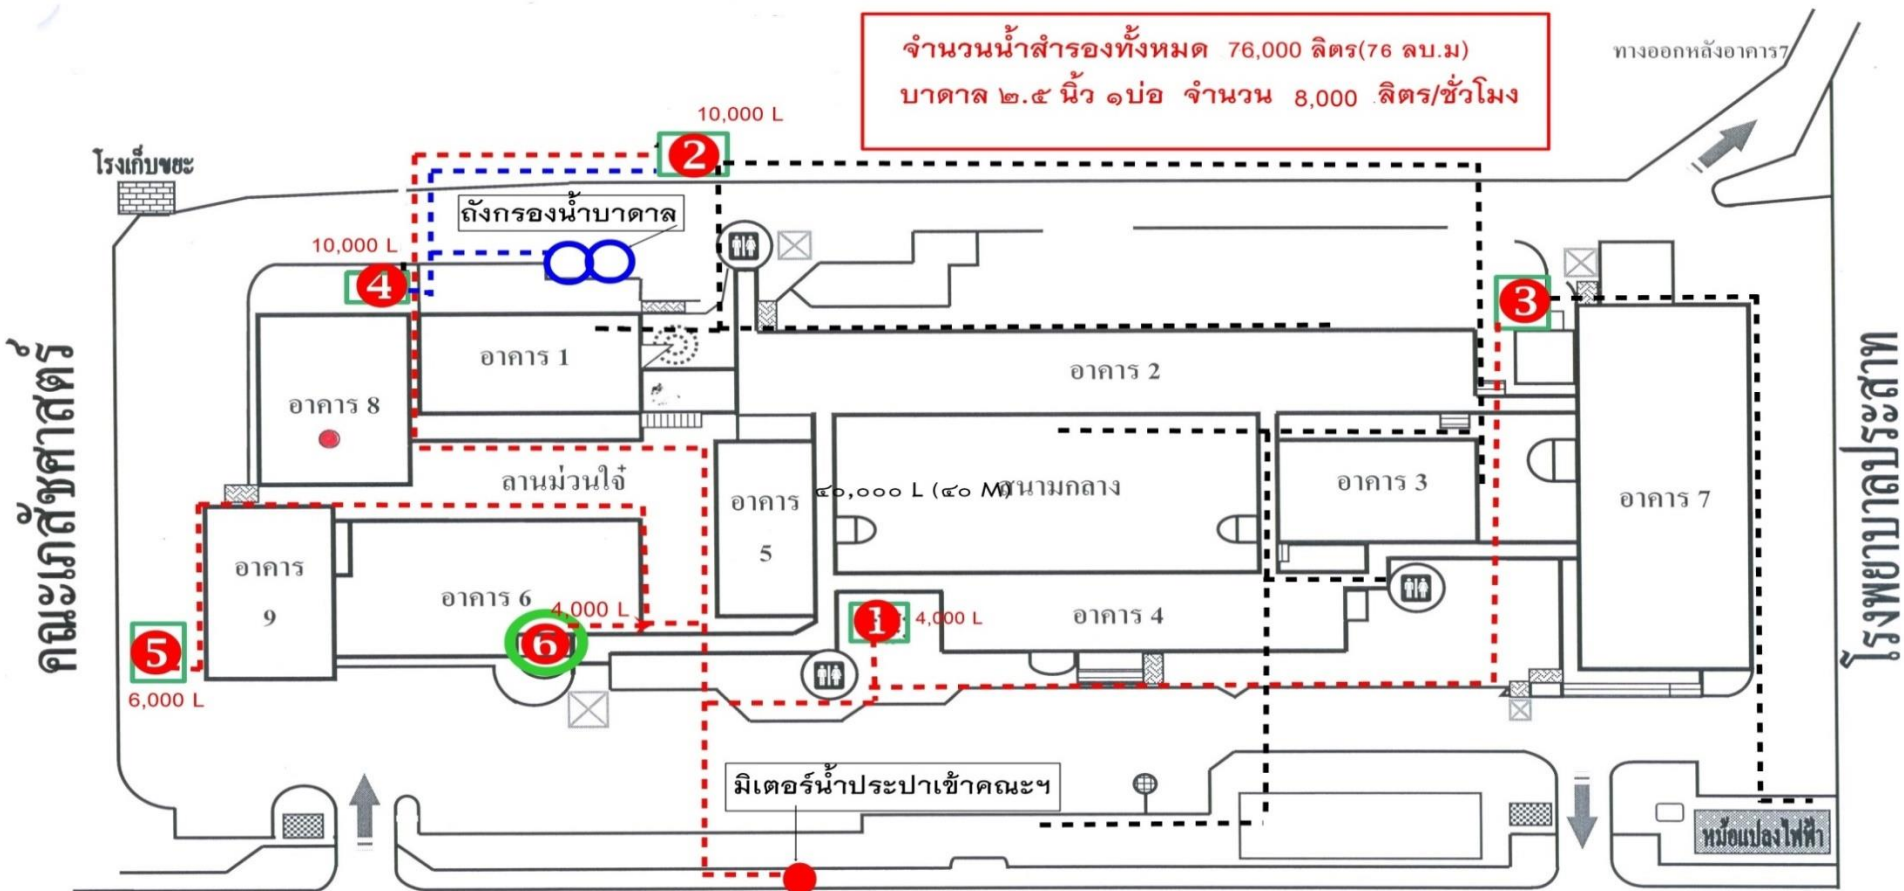 จำนวนน้ำสำรองทั้งหมด 76,000 ลิตร(76 ลบ.ม)
บาดาล ๒.๕ นิ้ว ๑บ่อ จำนวน 8,000 ลิตร/ชั่วโมง
ทางออกหลังอาคาร7
10,000 L
2
โรงเก็บขยะ
ถังกรองน้ำบาดาล
10,000 L
4
3
อาคาร 1
อาคาร 2
อาคาร 8
คณะเภสัชศาสตร์
โรงพยาบาลประสาท
ลานม่วนใจ๋
อาคาร
5
๔๐,๐๐๐ L (๔๐ M)
สนามกลาง
อาคาร 3
อาคาร 7
อาคาร
9
อาคาร 6
4,000 L
6
1
4,000 L
อาคาร 4
5
6,000 L
มิเตอร์น้ำประปาเข้าคณะฯ
หม้อแปลงไฟฟ้า